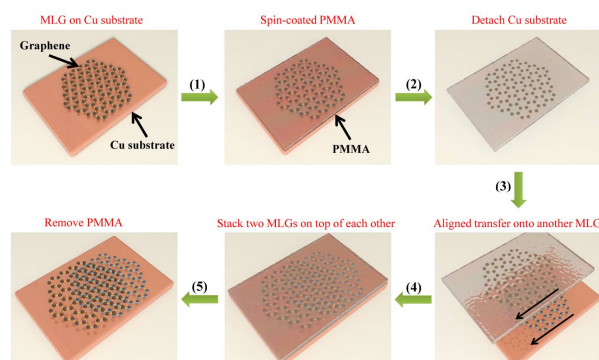 MLG on Cu substrate
Spin-coated PMMA
Detach Cu substrate
Graphene
(1)
(2)
Cu substrate
PMMA
(3)
Remove PMMA
Stack two MLGs on top of each other
Aligned transfer onto another MLG
(5)
(4)